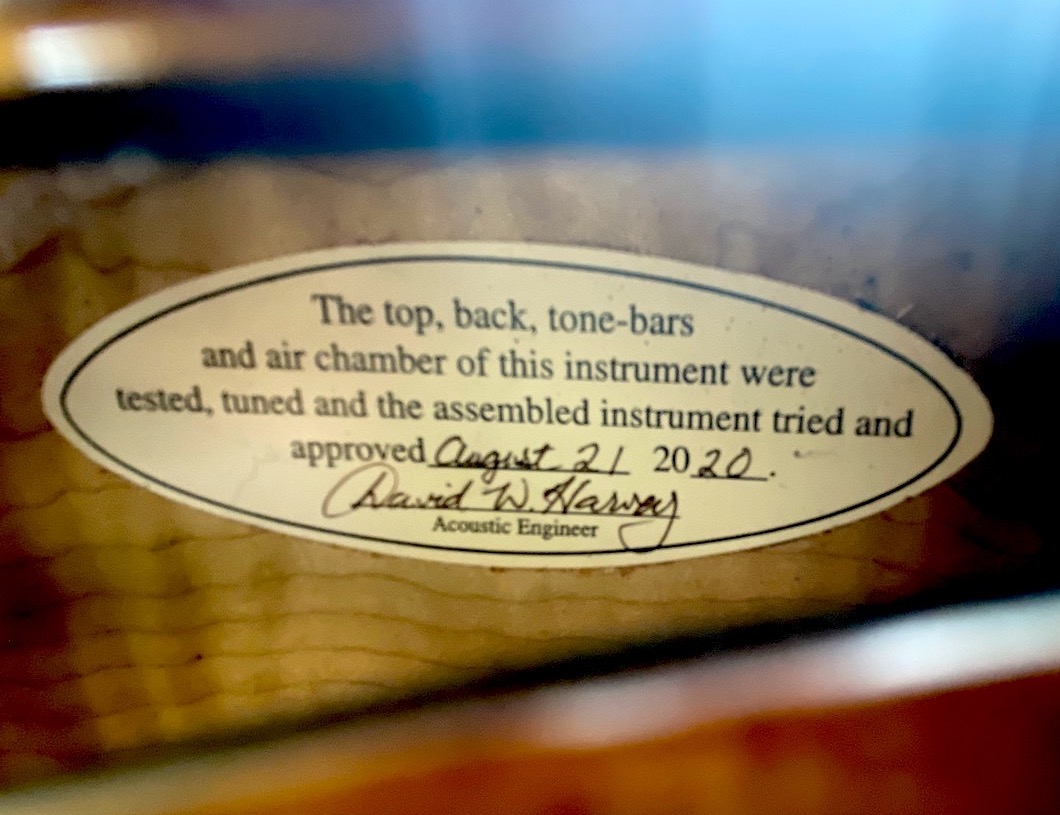 The top, back, tone-bars
and air chamber of this instrument were
tested, tuned and the assembled instrument tried and
approved August 21 2020.
David W. Harvey
Acoustic Engineer